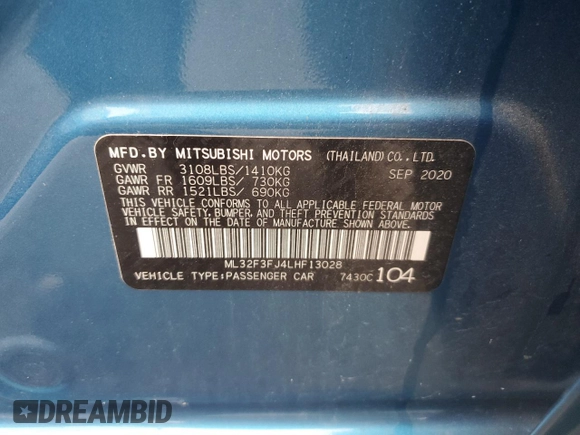 MFD.BY MITSUBISHI MOTORS (THAILAND)CO.,LTD.
GVWR 3108LBS/1410KG SEP 2020
GAWR FR 1609LBS/ 730KG
GAWR RR 1521LBS/ 690KG
THIS VEHICLE CONFORMS TO ALL APPLICABLE FEDERAL MOTOR
VEHICLE SAFETY, BUMPER, AND THEFT PREVENTION STANDARDS
IN EFFECT ON THE DATE OF MANUFACTURE SHOWN ABOVE.
ML32F3FJ4LHF13028
VEHICLE TYPE:PASSENGER CAR 7430C104
DREAMBID